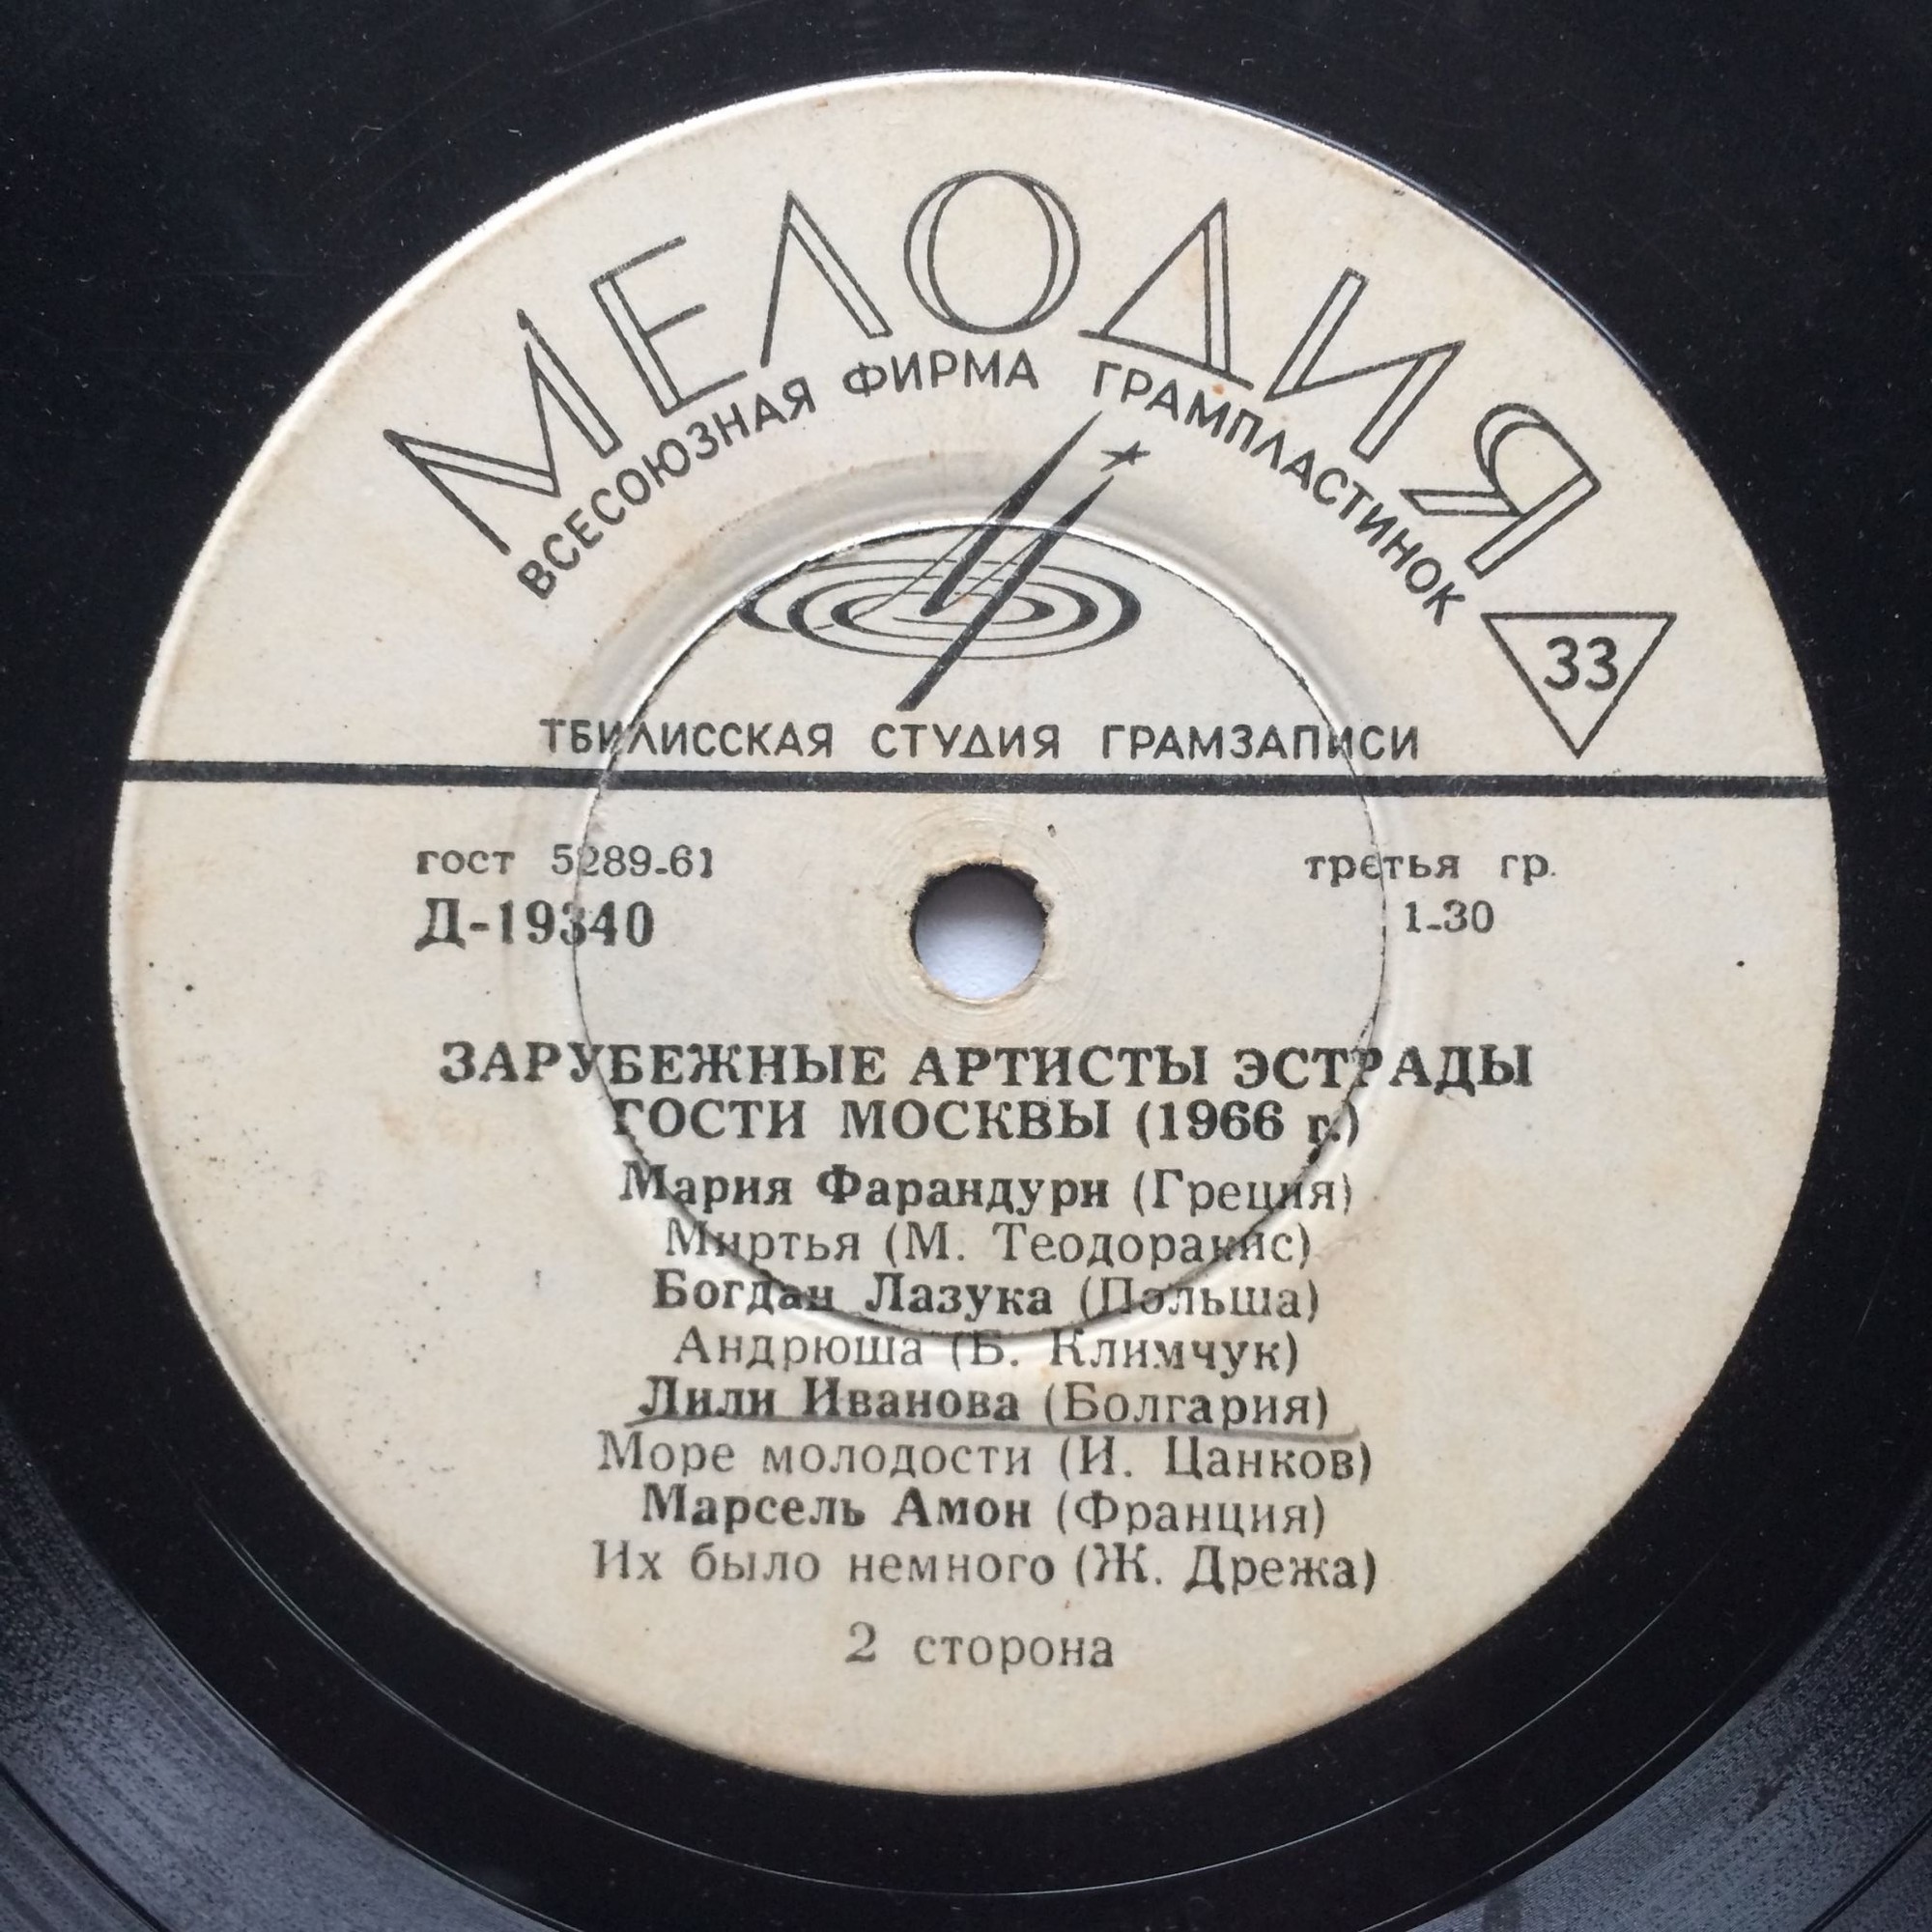 МЕЛОДИЯ
ВСЕСОЮЗНАЯ ФИРМА ГРАМПЛАСТИНОК
33
ТБИЛИССКАЯ СТУДИЯ ГРАМЗАПИСИ
гост 5289-61 третья гр.
Д-19340 1-30
ЗАРУБЕЖНЫЕ АРТИСТЫ ЭСТРАДЫ
ГОСТИ МОСКВЫ (1966 г.)
Мария Фарандури (Греция)
Миртья (М. Теодоракис)
Богдан Лазука (Польша)
Андрюша (Б. Климчук)
Лили Иванова (Болгария)
Море молодости (И. Цанков)
Марсель Амон (Франция)
Их было немного (Ж. Дрежа)
2 сторона